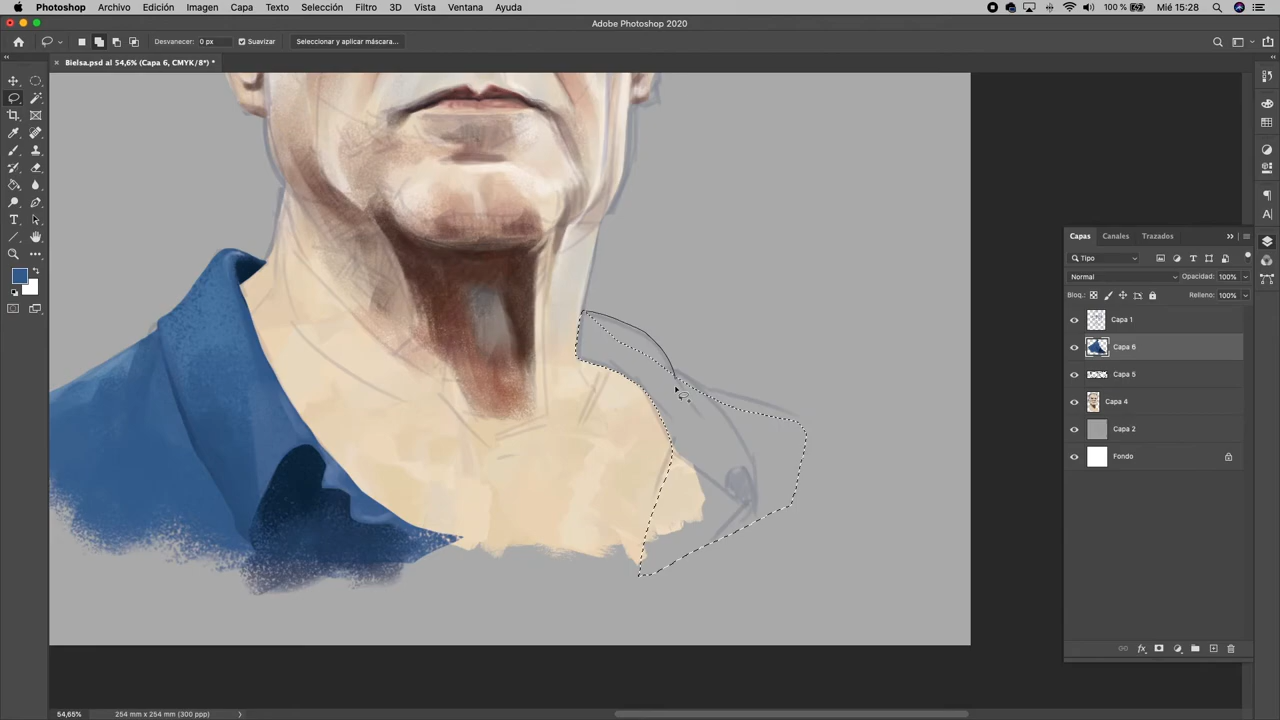 Photoshop Archivo Edición Imagen Capa Texto Selección Filtro 3D Vista Ventana Ayuda 100 % Mié 15:28
Adobe Photoshop 2020
Desvanecer: 0 px Suavizar Seleccionar y aplicar máscara...
Bielsa.psd al 54,6% (Capa 6, CMYK/8*) *
Capas Canales Trazados
Tipo
Normal Opacidad: 100%
Bloq.: Relleno: 100%
Capa 1
Capa 6
Capa 5
Capa 4
Capa 2
Fondo
54,65% 254 mm x 254 mm (300 ppp)